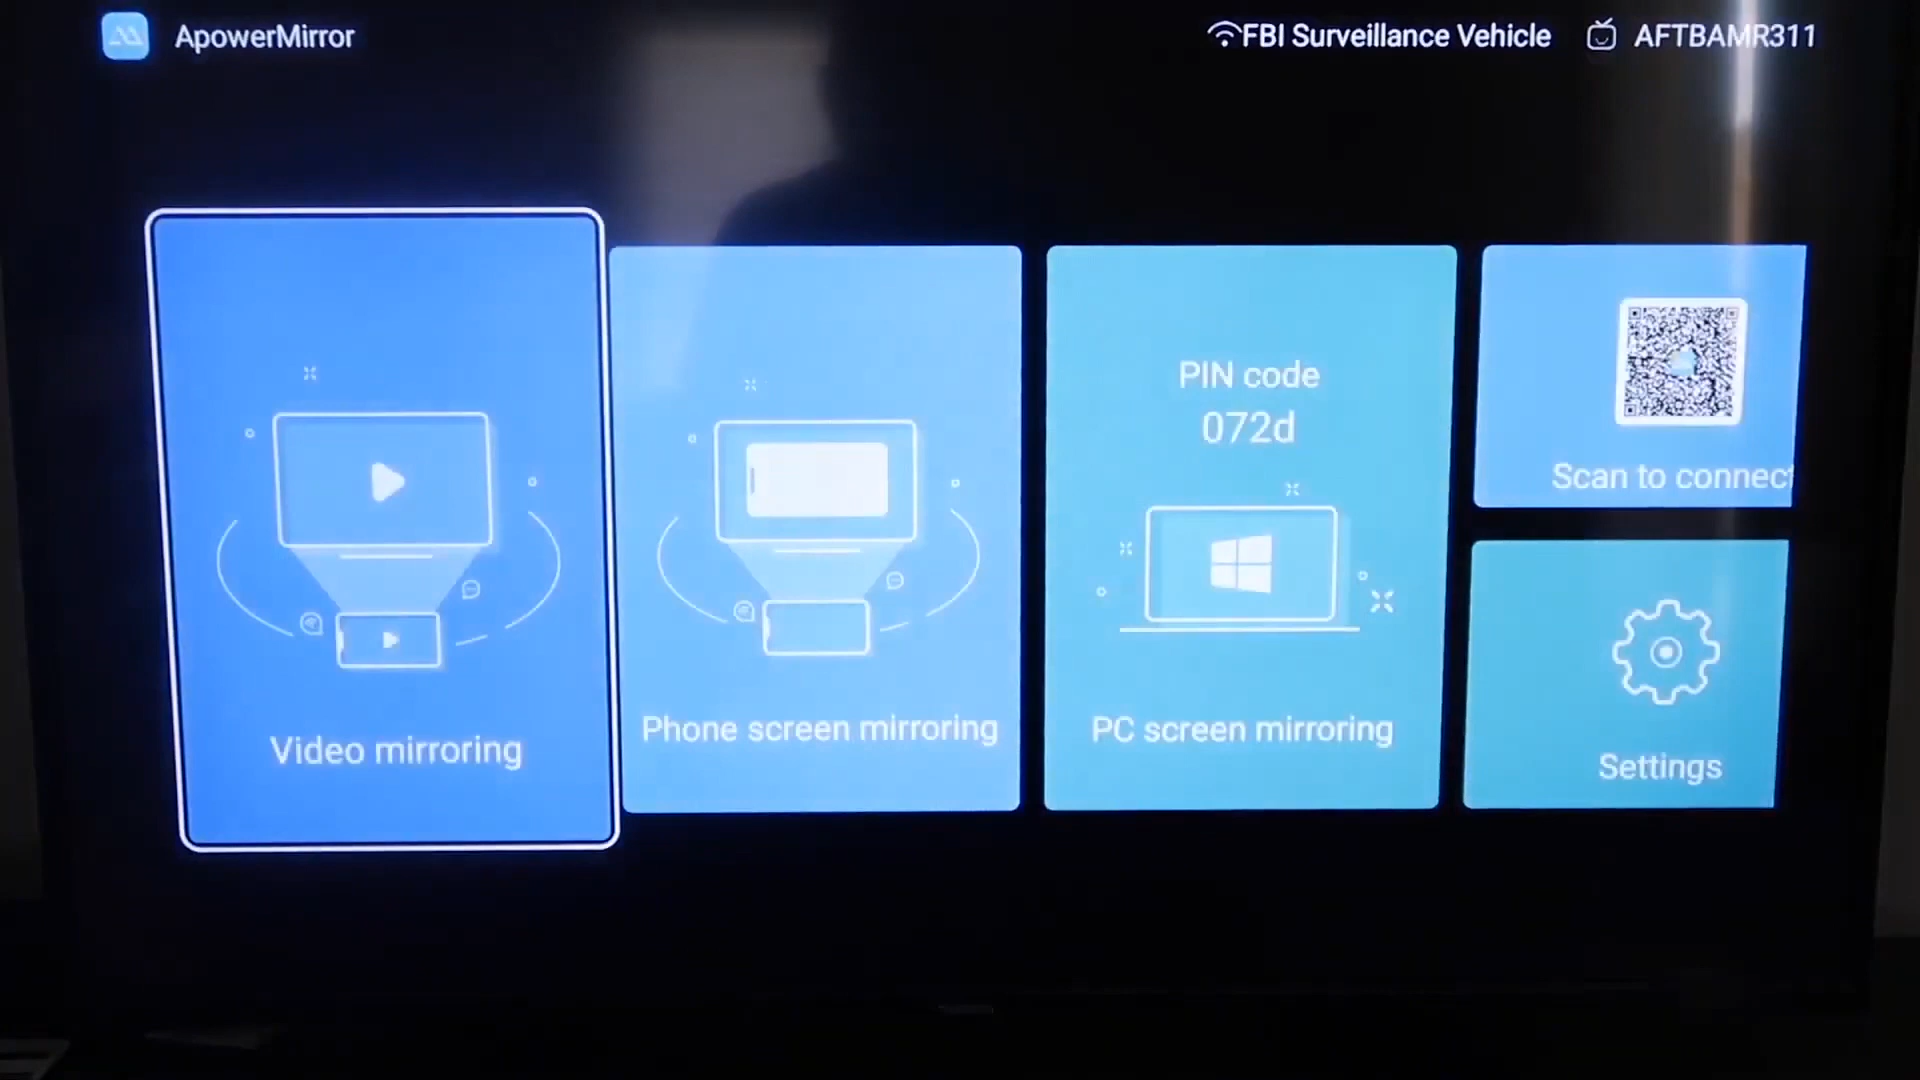 ApowerMirror
FBI Surveillance Vehicle
AFTBAMR311
Video mirroring
Phone screen mirroring
PIN code
072d
PC screen mirroring
Scan to connect
Settings